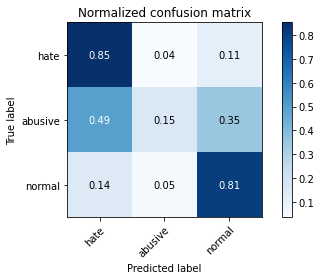 Normalized confusion matrix
True label
hate
0.85 0.04 0.11
abusive
0.49 0.15 0.35
normal
0.14 0.05 0.81
hate
abusive
normal
Predicted label
0.8
0.7
0.6
0.5
0.4
0.3
0.2
0.1